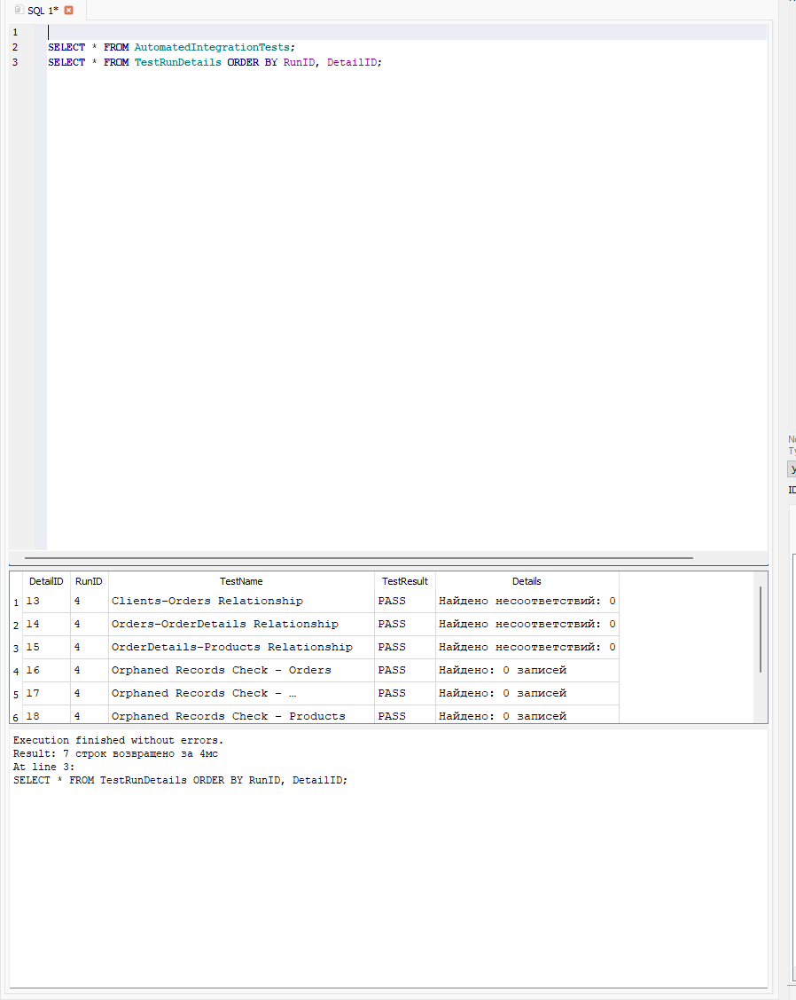 SQL 1*
1
2 SELECT * FROM AutomatedIntegrationTests;
3 SELECT * FROM TestRunDetails ORDER BY RunID, DetailID;
DetailID RunID TestName TestResult Details
1 13 4 Clients-Orders Relationship PASS Найдено несоответствий: 0
2 14 4 Orders-OrderDetails Relationship PASS Найдено несоответствий: 0
3 15 4 OrderDetails-Products Relationship PASS Найдено несоответствий: 0
4 16 4 Orphaned Records Check - Orders PASS Найдено: 0 записей
5 17 4 Orphaned Records Check - … PASS Найдено: 0 записей
6 18 4 Orphaned Records Check - Products PASS Найдено: 0 записей
Execution finished without errors.
Result: 7 строк возвращено за 4мс
At line 3:
SELECT * FROM TestRunDetails ORDER BY RunID, DetailID;